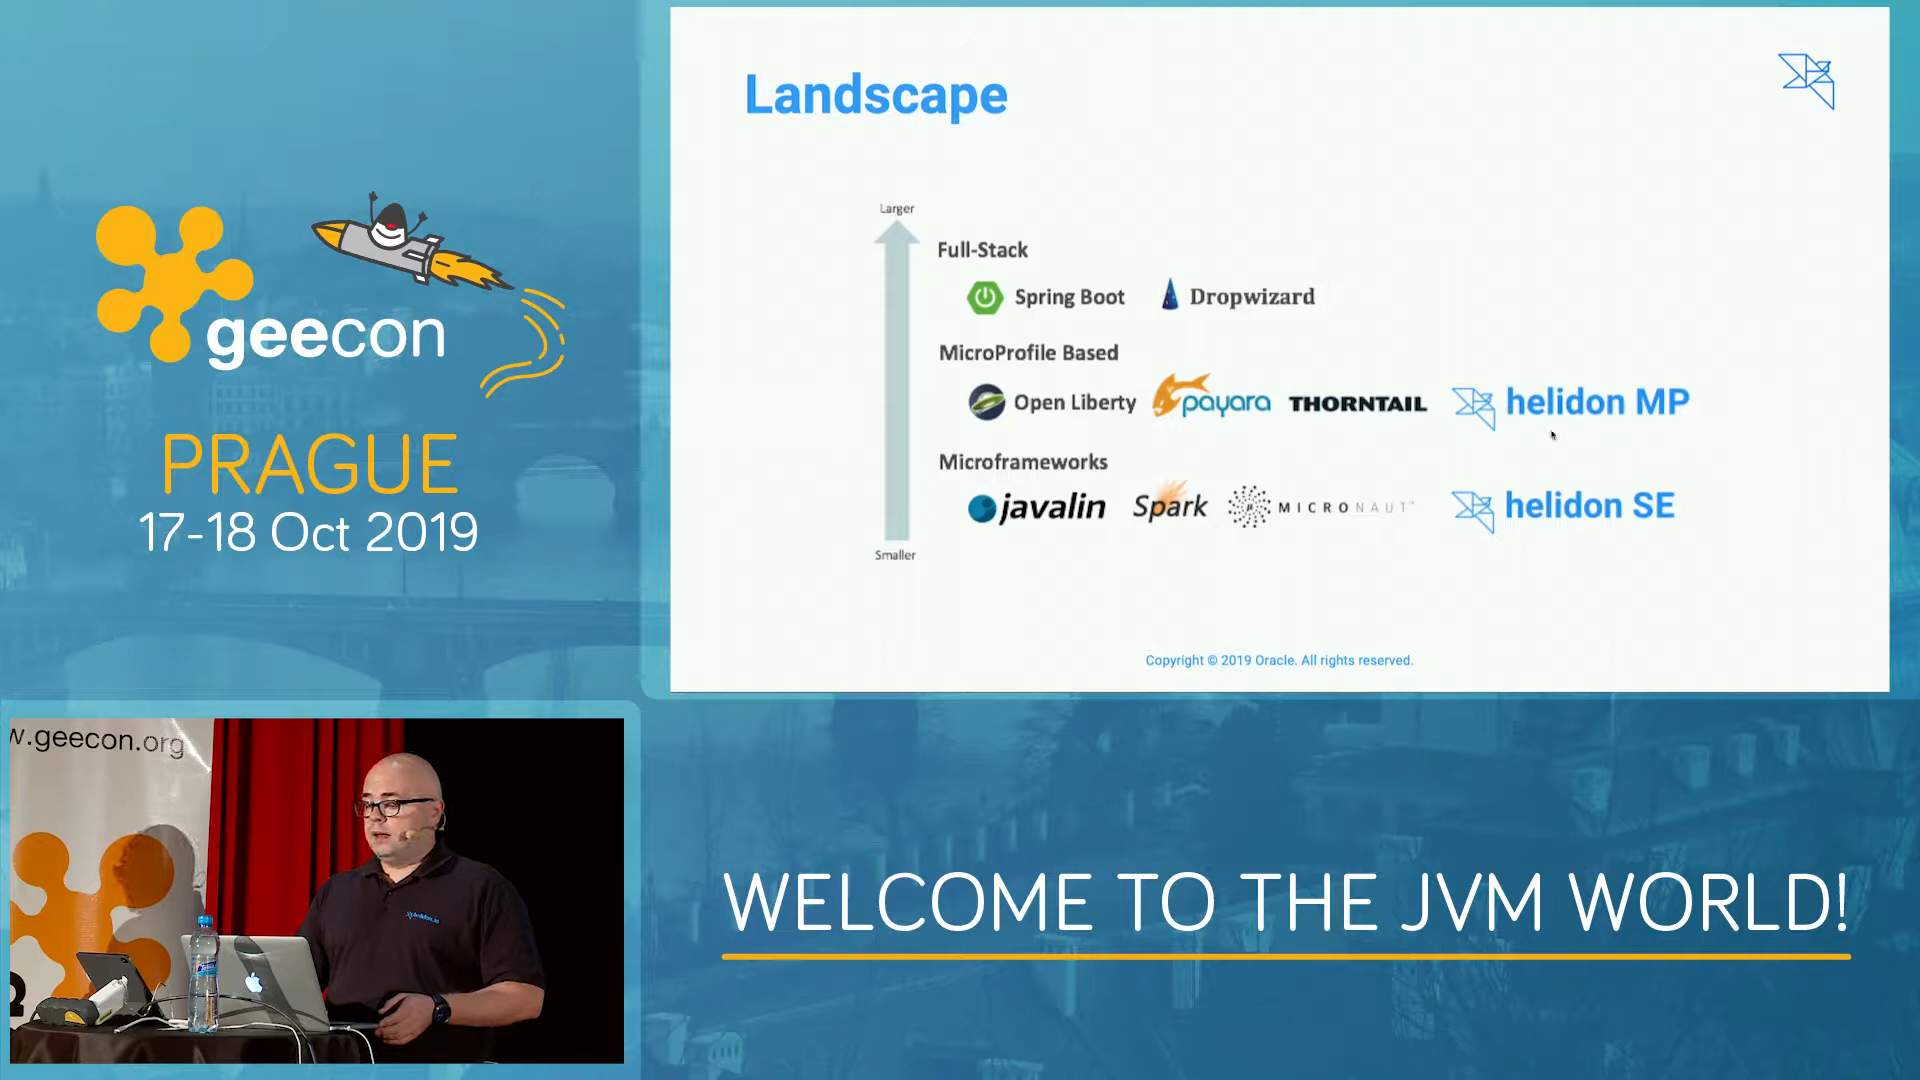 geecon
PRAGUE
17-18 Oct 2019
Landscape
Larger
Full-Stack
Spring Boot
Dropwizard
MicroProfile Based
Open Liberty
payara
THORNTAIL
helidon MP
Microframeworks
javalin
Spark
MICRONAUT
helidon SE
Smaller
Copyright © 2019 Oracle. All rights reserved.
w.geecon.org
WELCOME TO THE JVM WORLD!